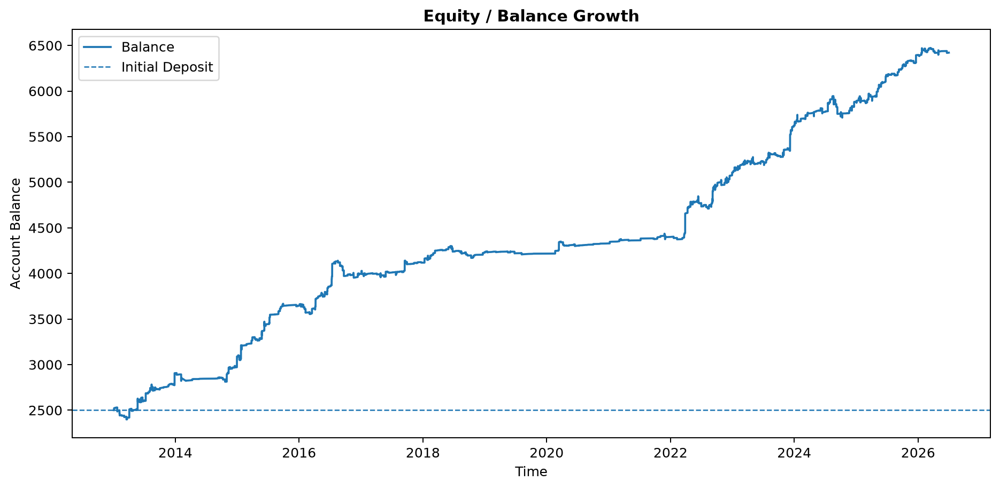 Equity / Balance Growth
Balance
Initial Deposit
Account Balance
6500
6000
5500
5000
4500
4000
3500
3000
2500
2014 2016 2018 2020 2022 2024 2026
Time